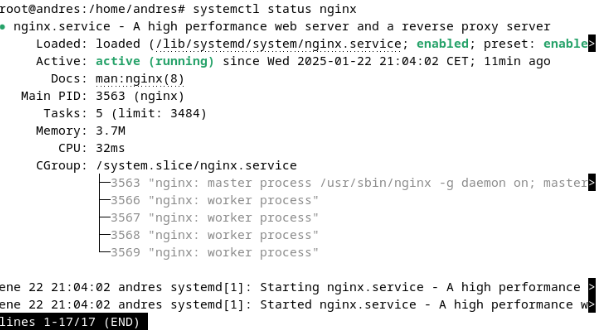 root@andres:/home/andres# systemctl status nginx
● nginx.service - A high performance web server and a reverse proxy server
     Loaded: loaded (/lib/systemd/system/nginx.service; enabled; preset: enable>
     Active: active (running) since Wed 2025-01-22 21:04:02 CET; 11min ago
       Docs: man:nginx(8)
   Main PID: 3563 (nginx)
      Tasks: 5 (limit: 3484)
     Memory: 3.7M
        CPU: 32ms
     CGroup: /system.slice/nginx.service
             ├─3563 "nginx: master process /usr/sbin/nginx -g daemon on; master>
             ├─3566 "nginx: worker process"
             ├─3567 "nginx: worker process"
             ├─3568 "nginx: worker process"
             └─3569 "nginx: worker process"

ene 22 21:04:02 andres systemd[1]: Starting nginx.service - A high performance >
ene 22 21:04:02 andres systemd[1]: Started nginx.service - A high performance w>
lines 1-17/17 (END)